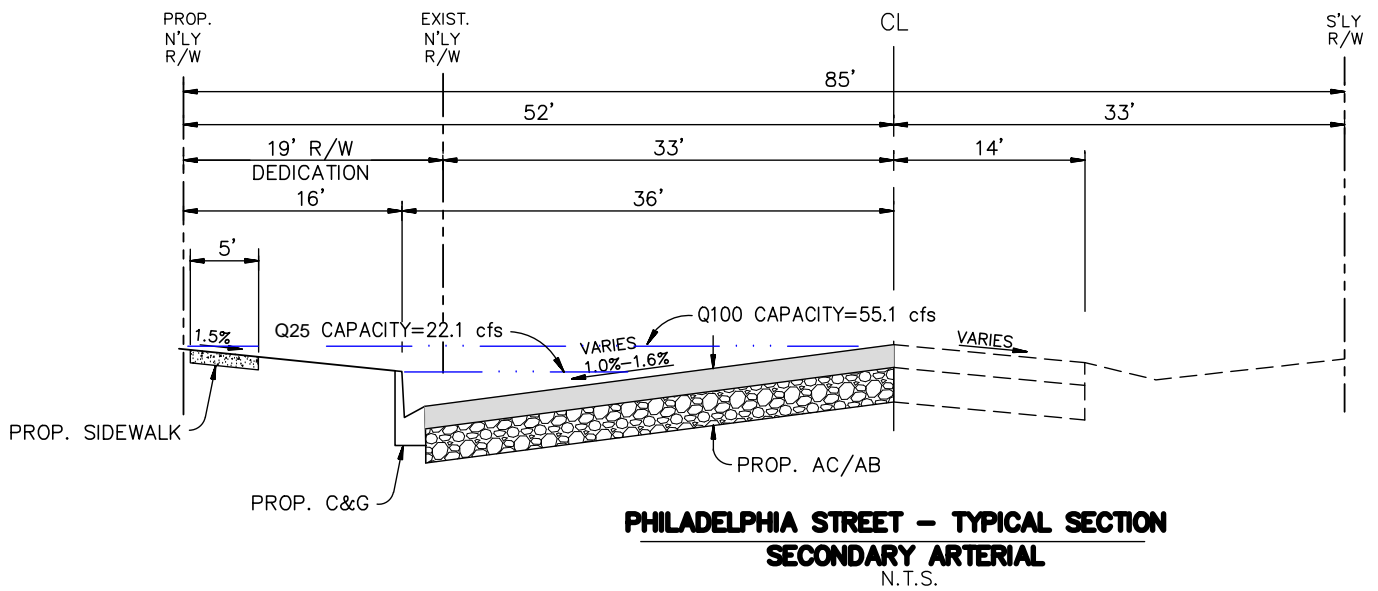 PROP.
N'LY
R/W
EXIST.
N'LY
R/W
CL
S'LY
R/W
85'
52'
33'
19' R/W
DEDICATION
33'
14'
16'
36'
5'
1.5%
Q25 CAPACITY=22.1 cfs
Q100 CAPACITY=55.1 cfs
VARIES
1.0%-1.6%
VARIES
PROP. SIDEWALK
PROP. AC/AB
PROP. C&G
PHILADELPHIA STREET - TYPICAL SECTION
SECONDARY ARTERIAL
N.T.S.